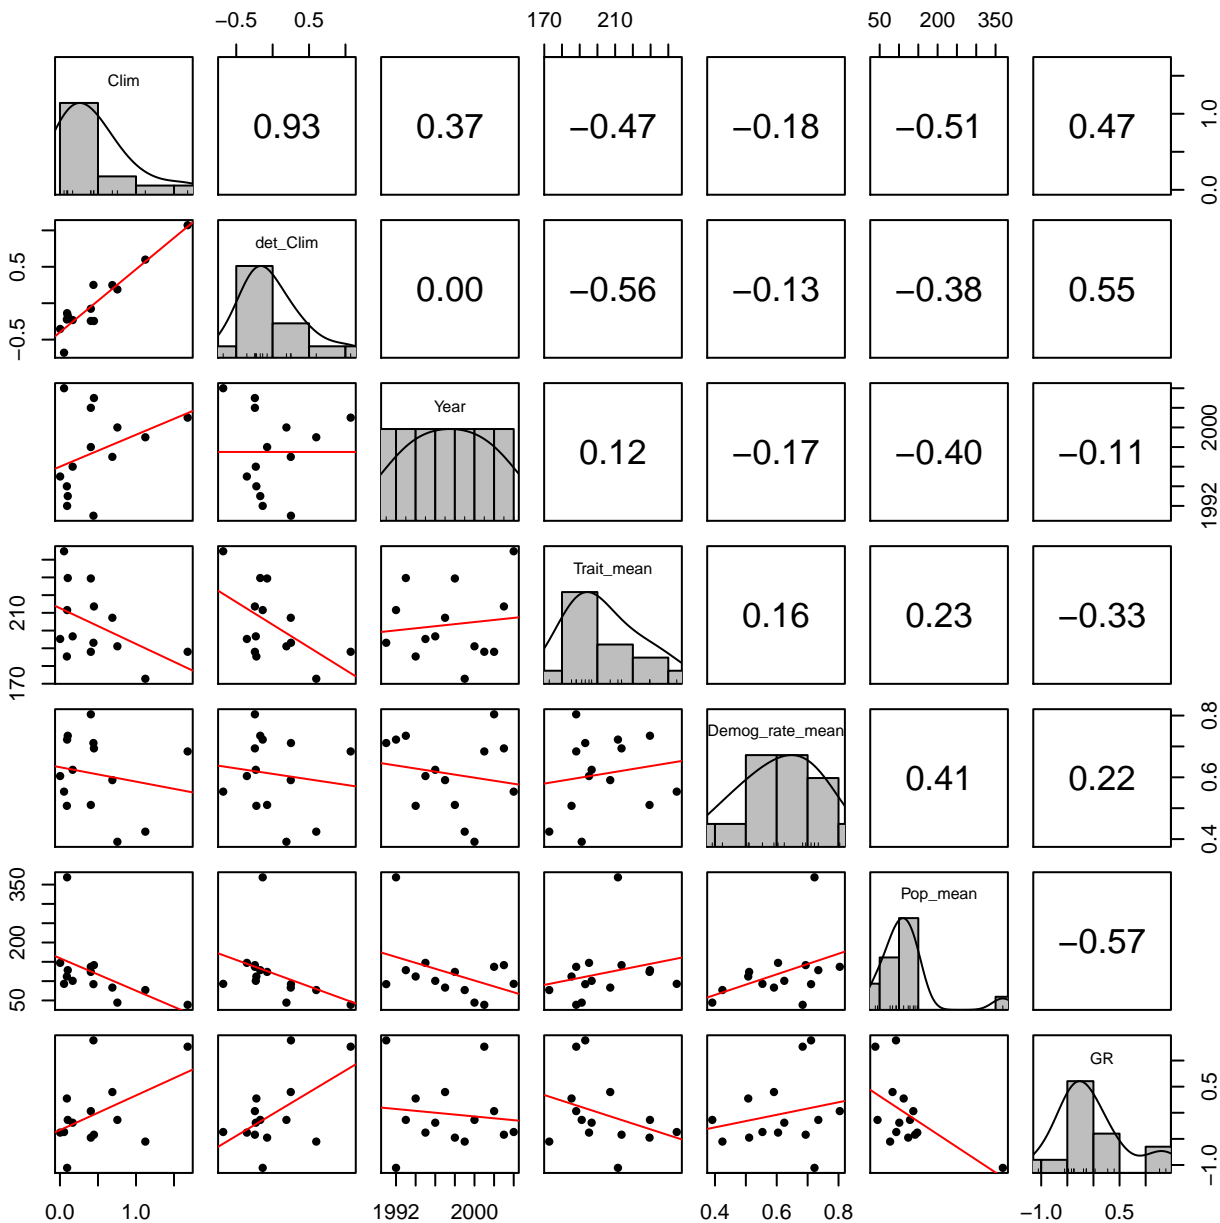 −0.5 0.5 170 210 50 200 350
Clim 0.93 0.37 −0.47 −0.18 −0.51 0.47 0.0 1.0
−0.5 0.5 det_Clim 0.00 −0.56 −0.13 −0.38 0.55
Year 0.12 −0.17 −0.40 −0.11 1992 2000
170 210 Trait_mean 0.16 0.23 −0.33
Demog_rate_mean 0.41 0.22 0.4 0.6 0.8
50 200 350 Pop_mean −0.57
GR −1.0 0.5
0.0 1.0 1992 2000 0.4 0.6 0.8 −1.0 0.5